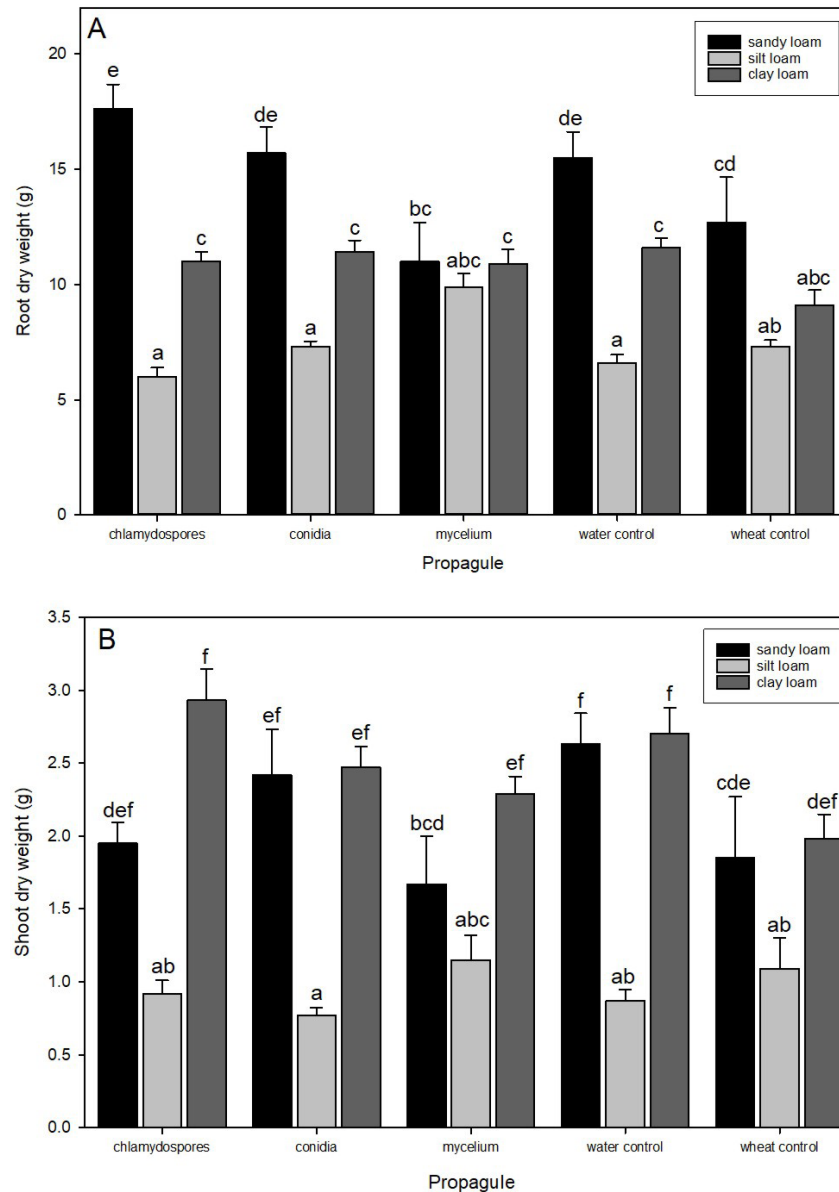 A
sandy loam
silt loam
clay loam
Root dry weight (g)
20
15
10
5
0
e
a
c
de
a
c
bc
abc
c
de
a
c
cd
ab
abc
chlamydospores
conidia
mycelium
water control
wheat control
Propagule
B
sandy loam
silt loam
clay loam
Shoot dry weight (g)
3.5
3.0
2.5
2.0
1.5
1.0
0.5
0.0
def
ab
f
ef
a
ef
bcd
abc
ef
f
ab
f
cde
ab
def
chlamydospores
conidia
mycelium
water control
wheat control
Propagule